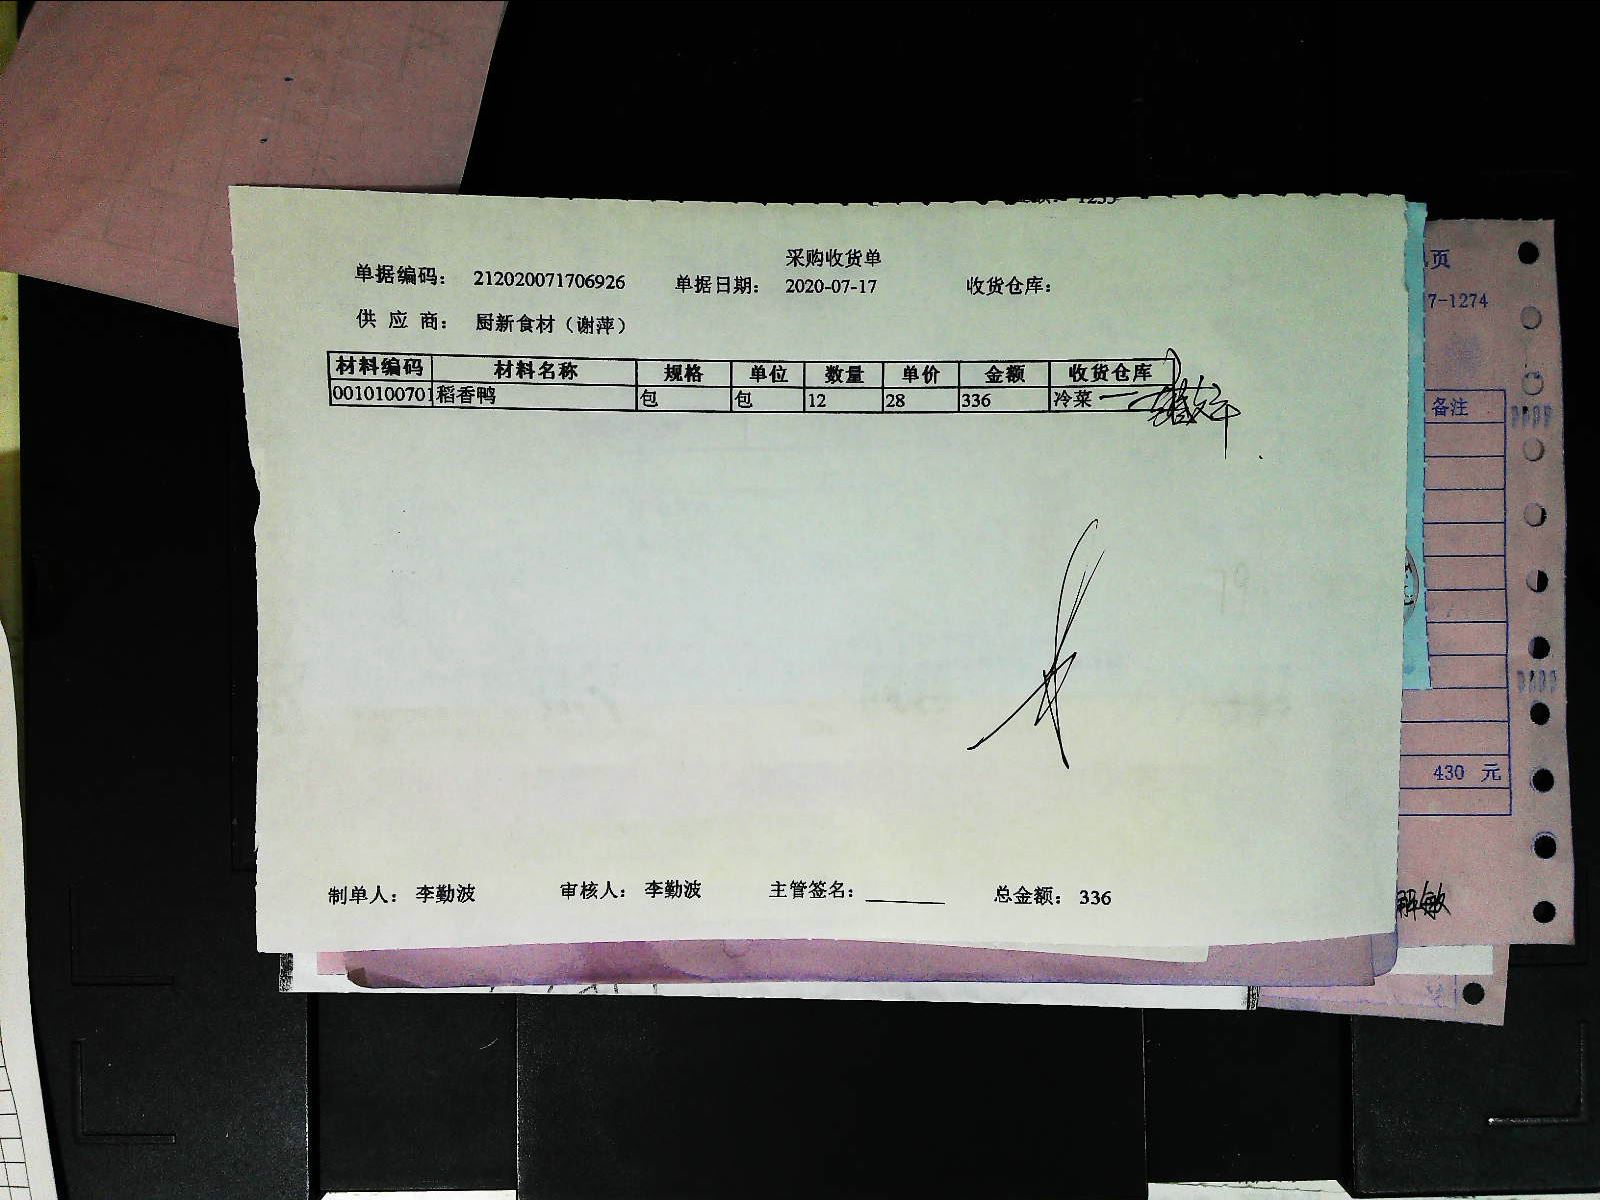 采购收货单
单据编码： 212020071706926 单据日期： 2020-07-17 收货仓库：
供 应 商： 厨新食材（谢萍）
材料编码 材料名称 规格 单位 数量 单价 金额 收货仓库
0010100701 稻香鸭 包 包 12 28 336 冷菜一
制单人： 李勤波 审核人： 李勤波 主管签名： 总金额： 336
页
7-1274
备注
430 元